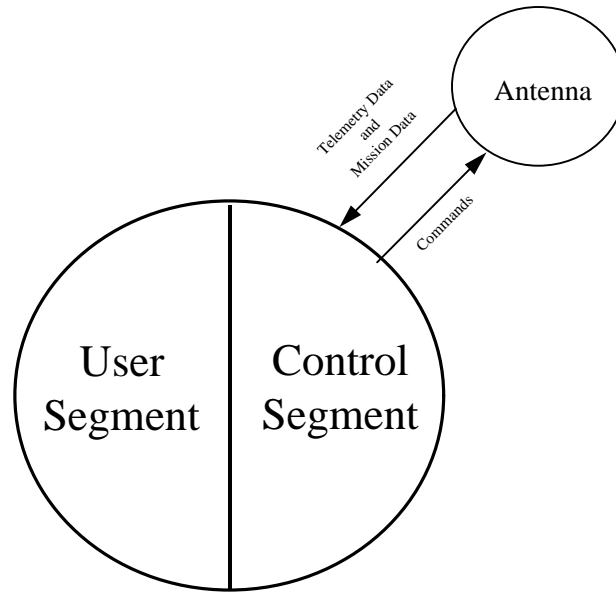 Antenna
Telemetry Data
and
Mission Data
Commands
User
Segment
Control
Segment